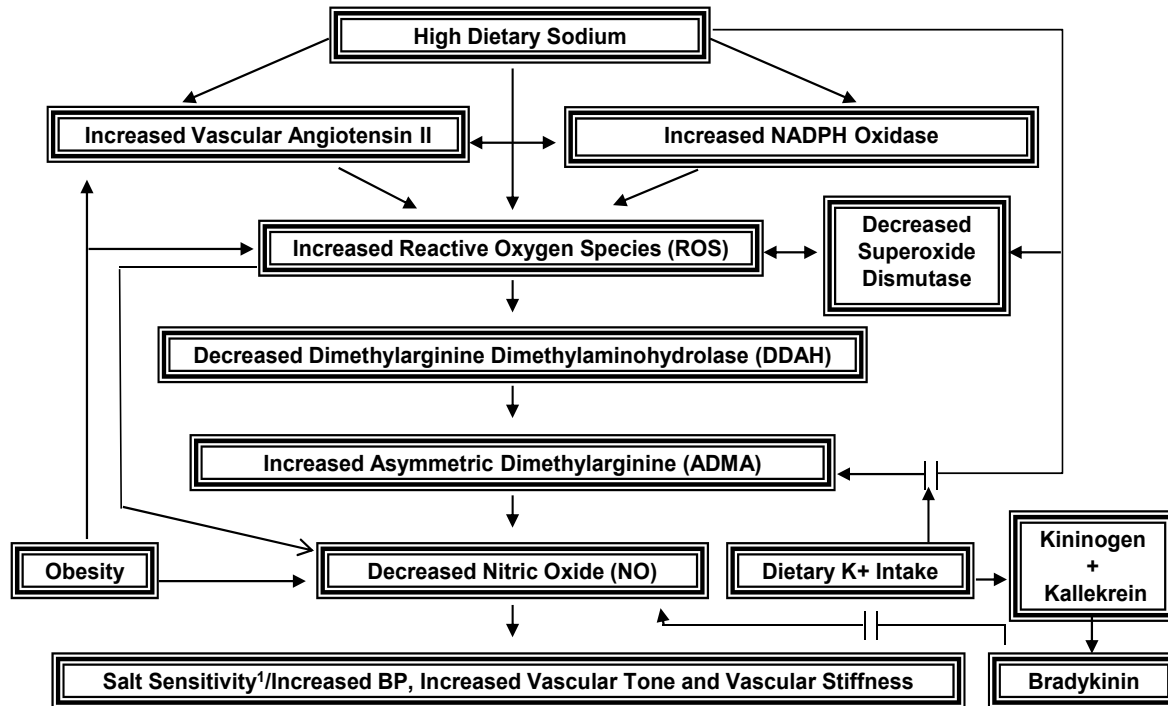 High Dietary Sodium
Increased Vascular Angiotensin II
Increased NADPH Oxidase
Increased Reactive Oxygen Species (ROS)
Decreased
Superoxide
Dismutase
Decreased Dimethylarginine Dimethylaminohydrolase (DDAH)
Increased Asymmetric Dimethylarginine (ADMA)
Obesity
Decreased Nitric Oxide (NO)
Dietary K+ Intake
Kininogen
+
Kallekrein
Salt Sensitivity¹/Increased BP, Increased Vascular Tone and Vascular Stiffness
Bradykinin